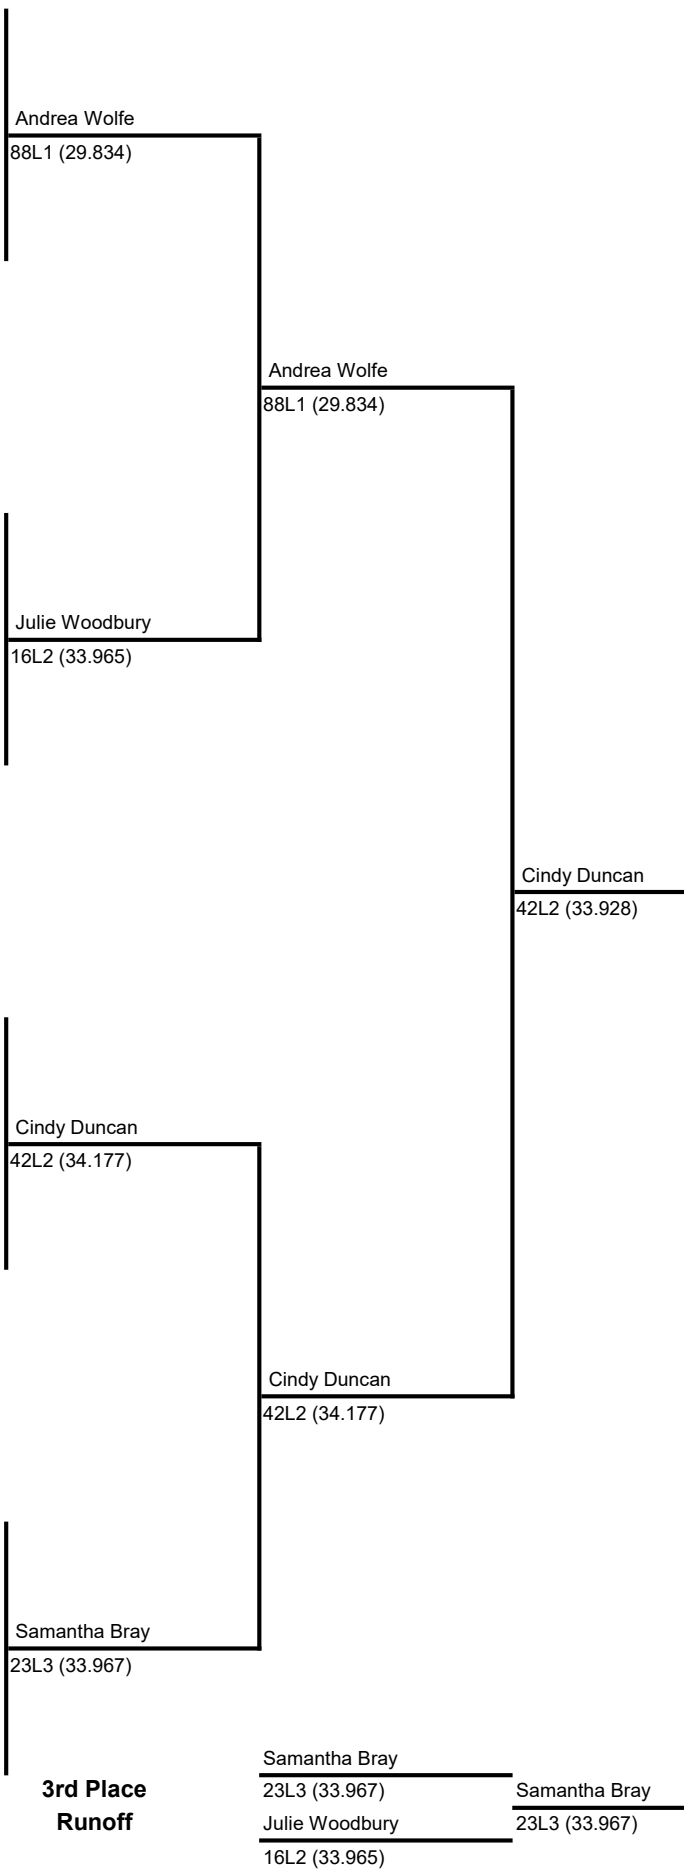 Andrea Wolfe
88L1 (29.834)
Andrea Wolfe
88L1 (29.834)
Julie Woodbury
16L2 (33.965)
Cindy Duncan
42L2 (33.928)
Cindy Duncan
42L2 (34.177)
Cindy Duncan
42L2 (34.177)
Samantha Bray
23L3 (33.967)
3rd Place
Runoff
Samantha Bray
23L3 (33.967)
Julie Woodbury
16L2 (33.965)
Samantha Bray
23L3 (33.967)